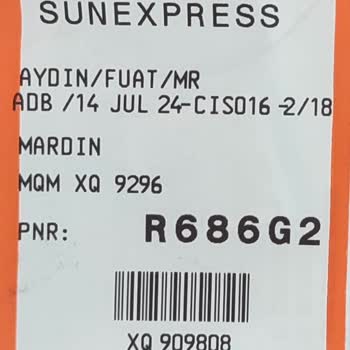 SUNEXPRESS
AYDIN/FUAT/MR
ADB /14 JUL 24-CIS016 -2/18
MARDIN
MQM XQ 9296
PNR: R686G2
XQ 909808